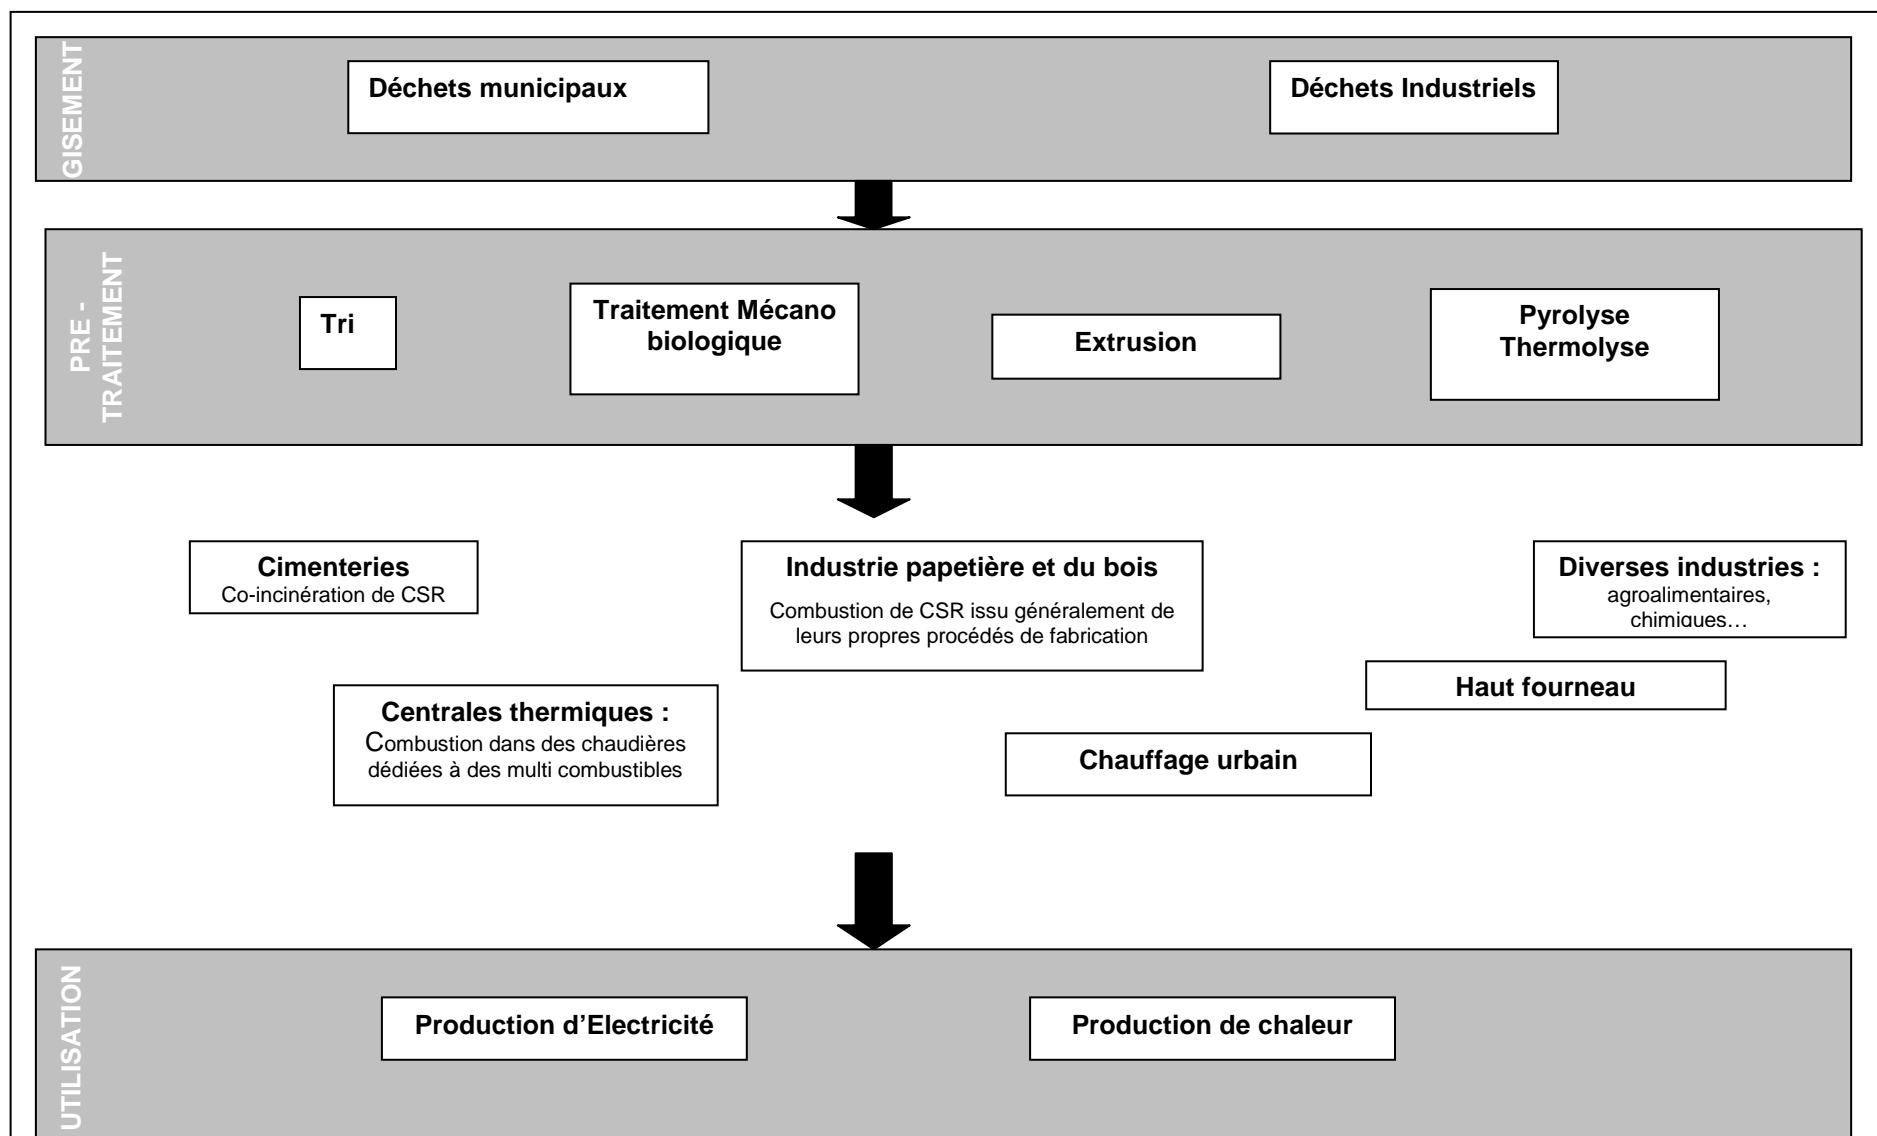 GISEMENT
Déchets municipaux
Déchets Industriels
PRE -
TRAITEMENT
Tri
Traitement Mécano
biologique
Extrusion
Pyrolyse
Thermolyse
Cimenteries
Co-incinération de CSR
Industrie papetière et du bois
Combustion de CSR issu généralement de
leurs propres procédés de fabrication
Diverses industries :
agroalimentaires,
chimiques…
Haut fourneau
Centrales thermiques :
Combustion dans des chaudières
dédiées à des multi combustibles
Chauffage urbain
UTILISATION
Production d’Electricité
Production de chaleur